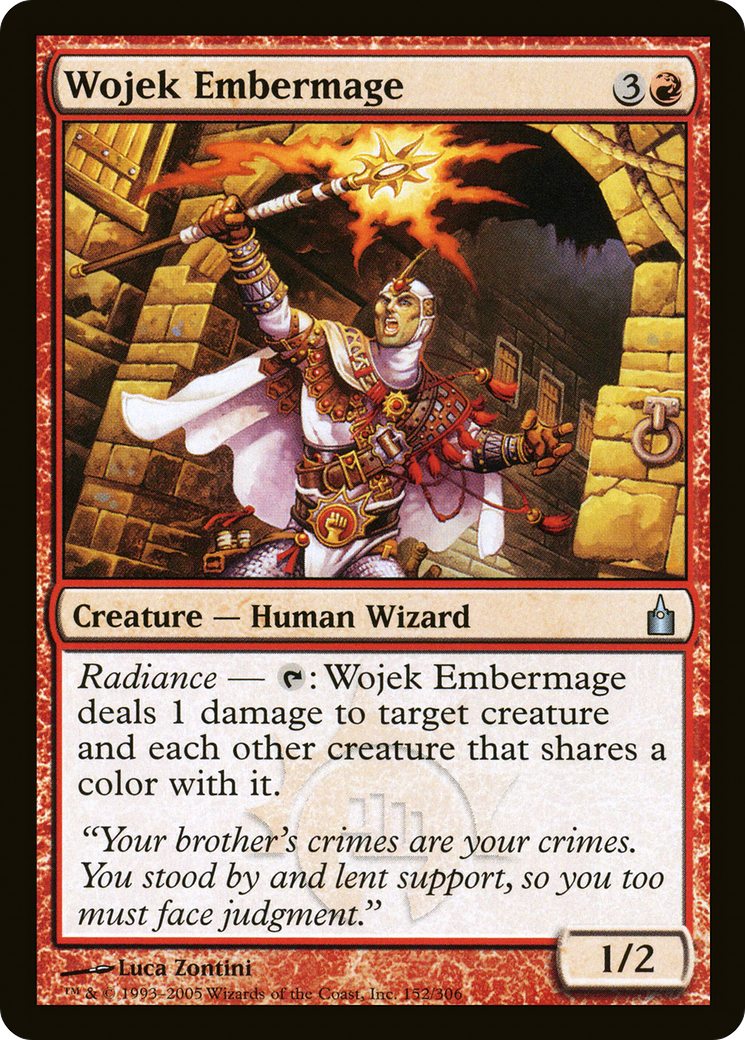 Wojek Embermage 3
Creature — Human Wizard
Radiance — : Wojek Embermage
deals 1 damage to target creature
and each other creature that shares a
color with it.
“Your brother’s crimes are your crimes.
You stood by and lent support, so you too
must face judgment.”
1/2
Luca Zontini
™ & © 1993–2005 Wizards of the Coast, Inc. 152/306